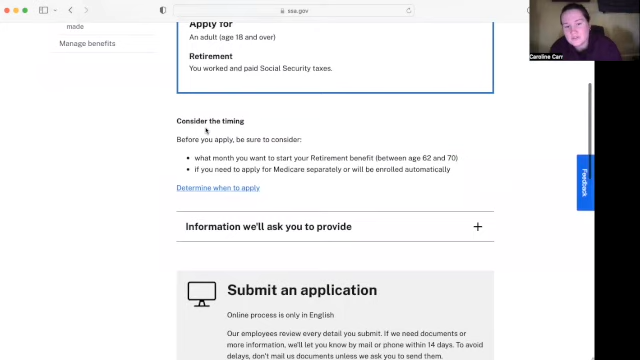 ssa.gov
made
Manage benefits
Apply for
An adult (age 18 and over)
Retirement
You worked and paid Social Security taxes.
Consider the timing
Before you apply, be sure to consider:
what month you want to start your Retirement benefit (between age 62 and 70)
if you need to apply for Medicare separately or will be enrolled automatically
Determine when to apply
Information we'll ask you to provide
Submit an application
Online process is only in English
Our employees review every detail you submit. If we need documents or
more information, we'll let you know by mail or phone within 14 days. To avoid
delays, don't mail us documents unless we ask you to send them.
Feedback
Caroline Carr